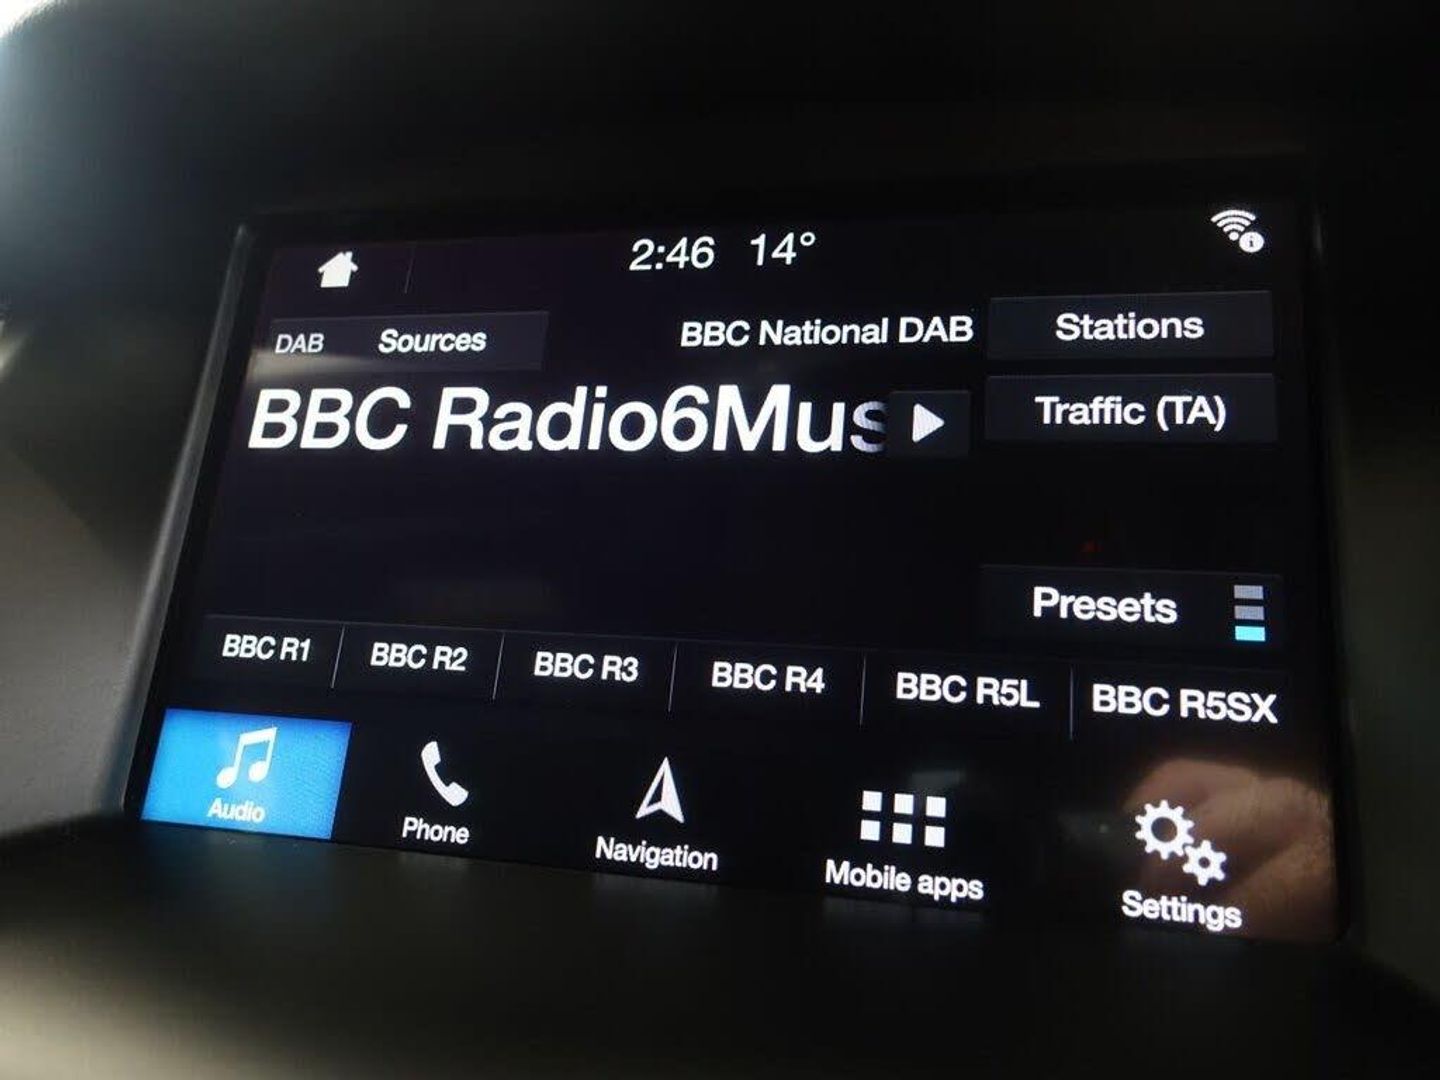 2:46 14°
DAB Sources
BBC National DAB
Stations
BBC Radio6Mus
Traffic (TA)
Presets
BBC R1
BBC R2
BBC R3
BBC R4
BBC R5L
BBC R5SX
Audio
Phone
Navigation
Mobile apps
Settings